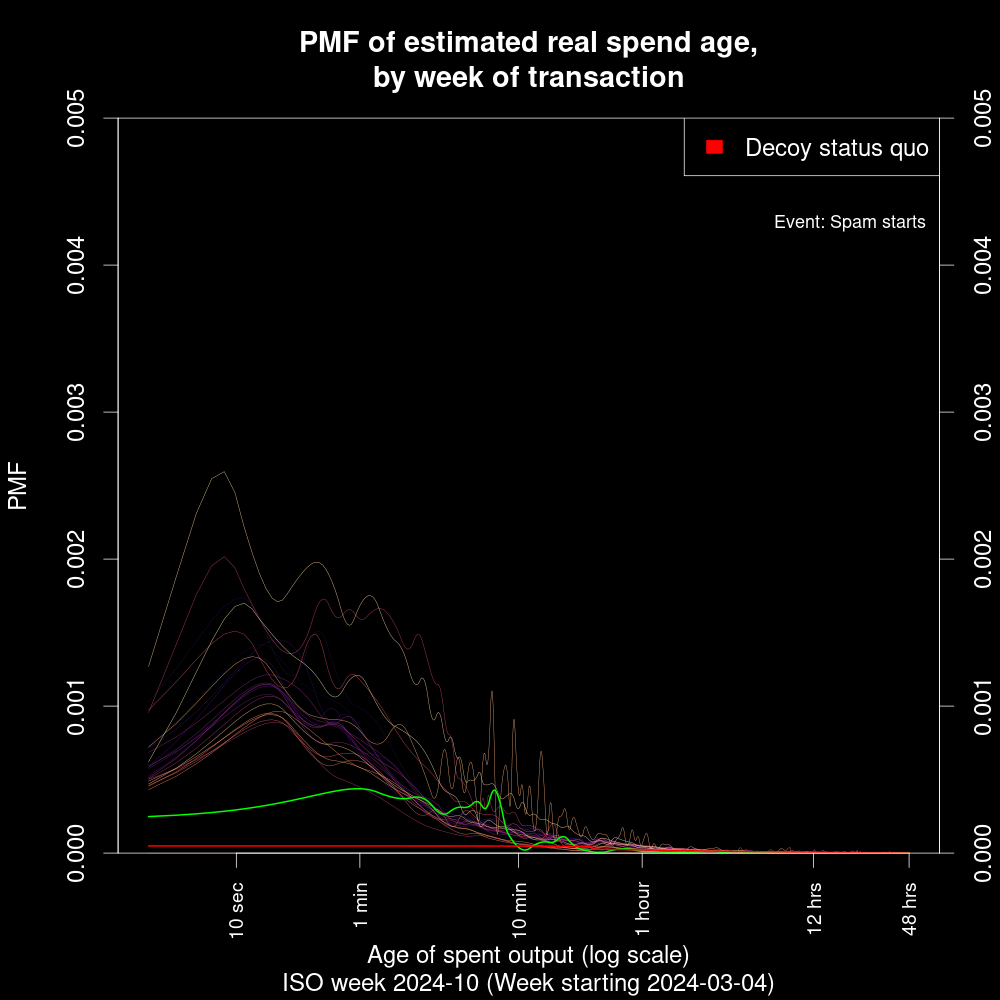 PMF of estimated real spend age,
by week of transaction
Decoy status quo
Event: Spam starts
PMF
0.005
0.004
0.003
0.002
0.001
0.000
0.005
0.004
0.003
0.002
0.001
0.000
10 sec
1 min
10 min
1 hour
12 hrs
48 hrs
Age of spent output (log scale)
ISO week 2024-10 (Week starting 2024-03-04)